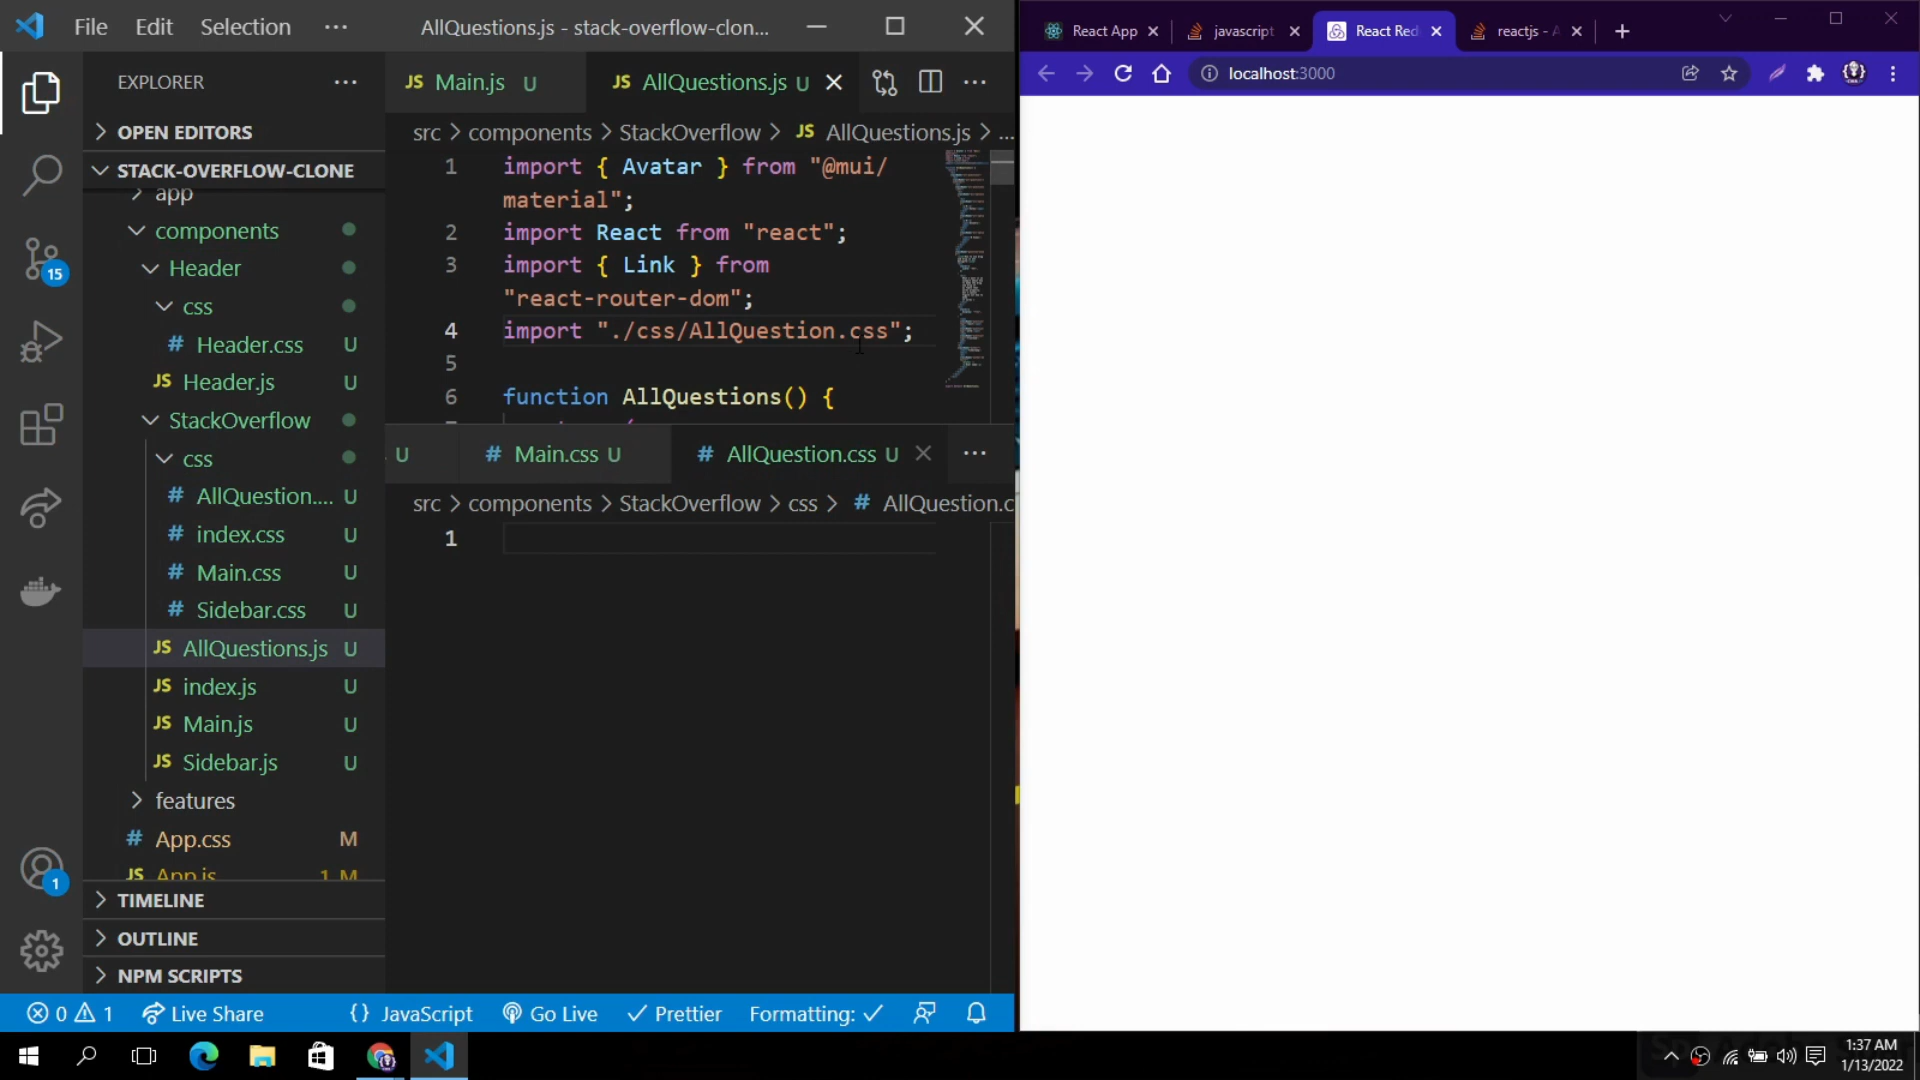 File Edit Selection ··· AllQuestions.js - stack-overflow-clon...
EXPLORER
OPEN EDITORS
STACK-OVERFLOW-CLONE
app
components
Header
css
# Header.css U
JS Header.js U
StackOverflow
css
# AllQuestion.... U
# index.css U
# Main.css U
# Sidebar.css U
JS AllQuestions.js U
JS index.js U
JS Main.js U
JS Sidebar.js U
features
# App.css M
JS App.js 1, M
TIMELINE
OUTLINE
NPM SCRIPTS
15
1
JS Main.js U JS AllQuestions.js U
src > components > StackOverflow > JS AllQuestions.js > ...
1 import { Avatar } from "@mui/
material";
2 import React from "react";
3 import { Link } from
"react-router-dom";
4 import "./css/AllQuestion.css";
5
6 function AllQuestions() {
U # Main.css U # AllQuestion.css U
src > components > StackOverflow > css > # AllQuestion.c
1
0 1 Live Share {} JavaScript Go Live Prettier Formatting: ✓
React App javascript React Red reactjs - A
localhost:3000
1:37 AM
1/13/2022